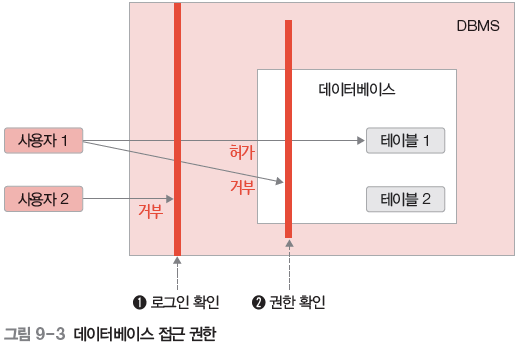 DBMS
데이터베이스
사용자 1
허가
테이블 1
거부
사용자 2
거부
테이블 2
❶ 로그인 확인
❷ 권한 확인
그림 9-3 데이터베이스 접근 권한